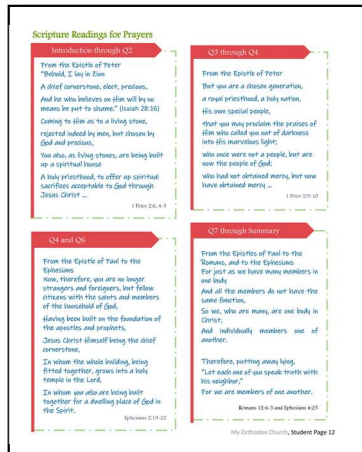 Scripture Readings for Prayers
Introduction through Q2
From the Epistle of Peter
"Behold, I lay in Zion
A chief cornerstone, elect, precious,
And he who believes on Him will by no
means be put to shame." (Isaiah 28:16)
Coming to Him as to a living stone,
rejected indeed by men, but chosen by
God and precious,
You also, as living stones, are being built
up a spiritual house
A holy priesthood, to offer up spiritual
sacrifices acceptable to God through
Jesus Christ ...
1 Peter 2:6, 4-5
Q3 through Q4
From the Epistle of Peter
But you are a chosen generation,
a royal priesthood, a holy nation,
His own special people,
that you may proclaim the praises of
Him who called you out of darkness
into His marvelous light;
who once were not a people, but are
now the people of God;
who had not obtained mercy, but now
have obtained mercy ...
1 Peter 2:9-10
Q4 and Q6
From the Epistle of Paul to the
Ephesians
Now, therefore, you are no longer
strangers and foreigners, but fellow
citizens with the saints and members
of the household of God,
Having been built on the foundation of
the apostles and prophets,
Jesus Christ Himself being the chief
cornerstone,
In whom the whole building, being
fitted together, grows into a holy
temple in the Lord,
In whom you also are being built
together for a dwelling place of God in
the Spirit.
Ephesians 2:19-22
Q7 through Summary
From the Epistles of Paul to the
Romans, and to the Ephesians
For just as we have many members in
one body
And all the members do not have the
same function,
So we, who are many, are one body in
Christ,
And individually members one of
another.
Therefore, putting away lying,
"Let each one of you speak truth with
his neighbor,"
For we are members of one another.
Romans 12:4-5 and Ephesians 4:25
My Orthodox Church, Student Page 12